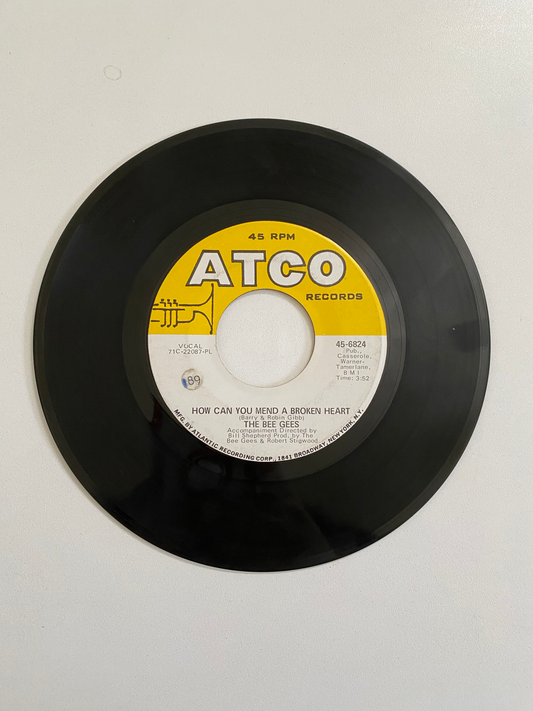 45 RPM
ATCO
RECORDS
VOCAL
71C-22087-PL
45-6824
Pub.,
Casserole,
Warner-
Tamerlane,
BMI
Time: 3:52
89
HOW CAN YOU MEND A BROKEN HEART
(Barry & Robin Gibb)
THE BEE GEES
Accompaniment Directed by
Bill Shepherd Prod. by The
Bee Gees & Robert Stigwood
MFG. BY ATLANTIC RECORDING CORP., 1841 BROADWAY, NEW YORK, N.Y.